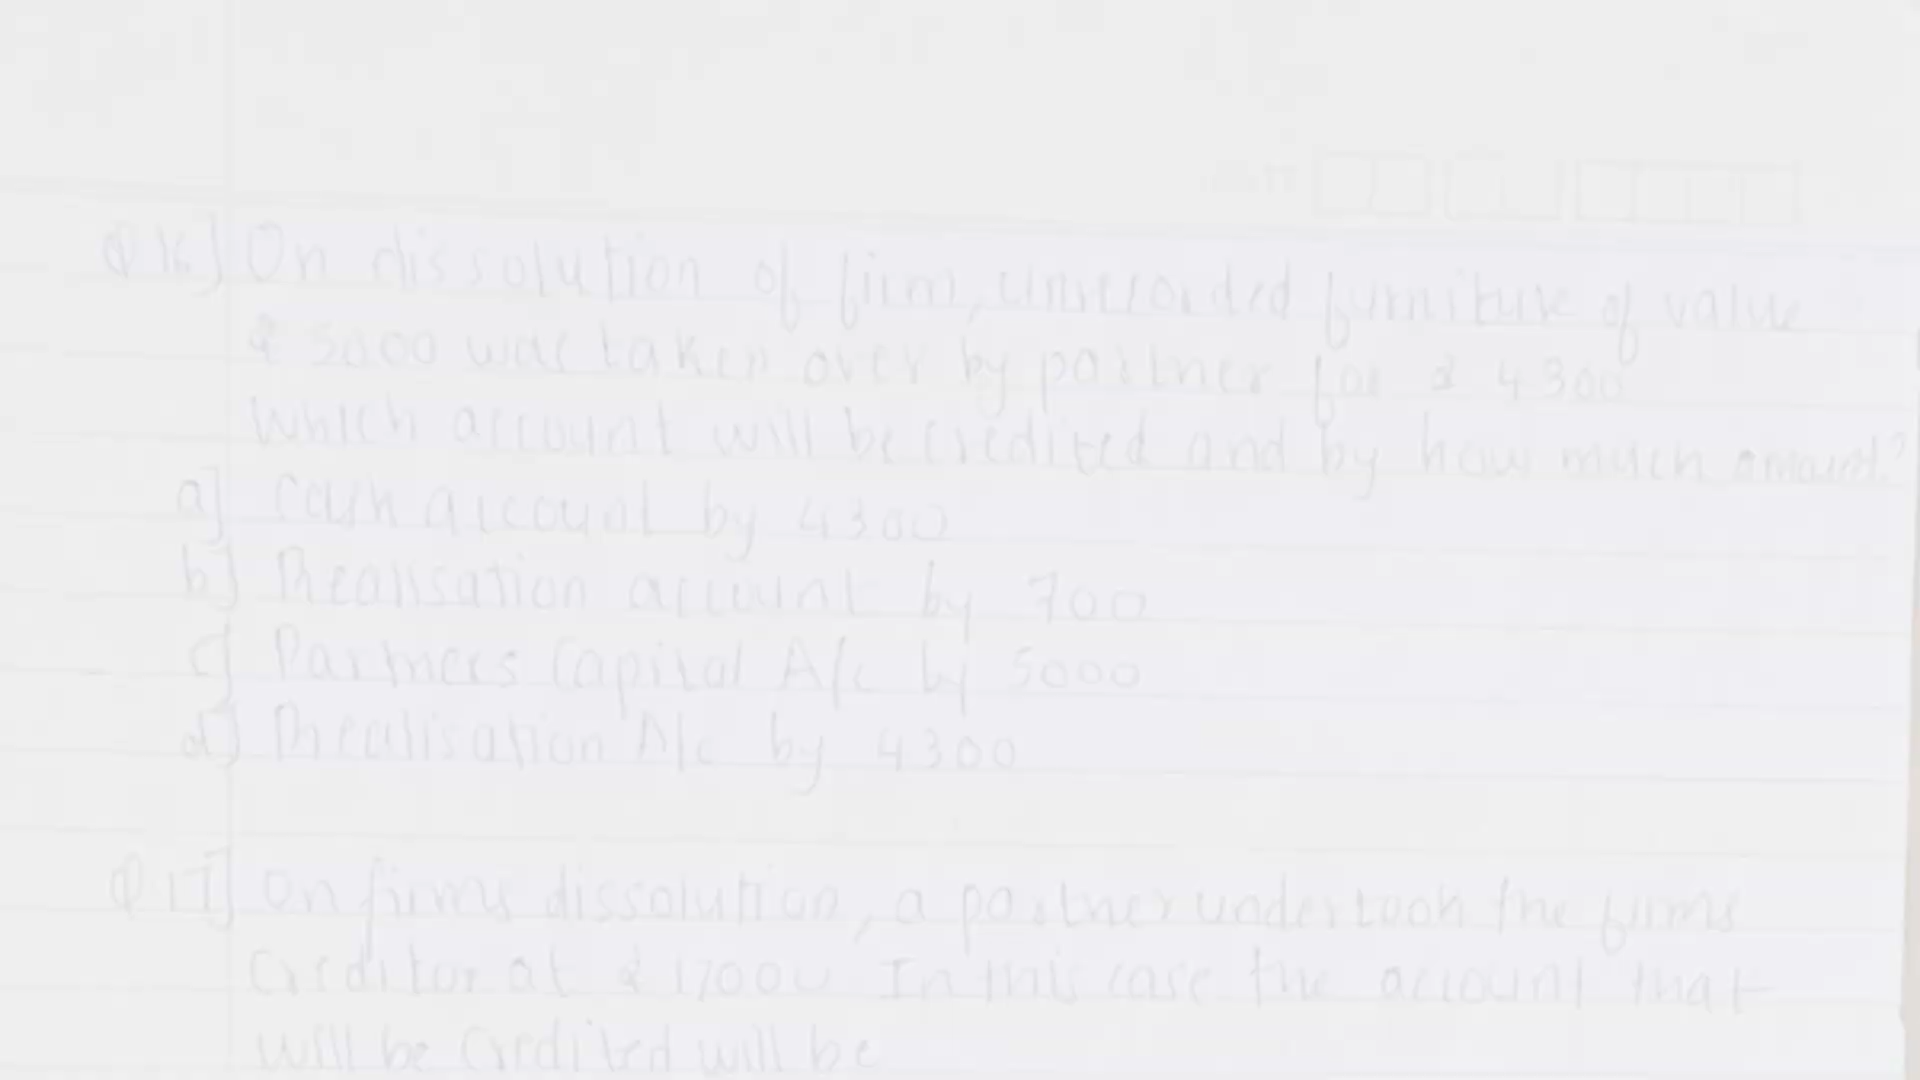 Q 16] On dissolution of firm, unrecorded furniture of value
₹ 5000 was taken over by partner for ₹ 4300
which account will be credited and by how much amount?
a] Cash account by 4300
b] Realisation account by 700
c] Partners Capital A/c by 5000
d] Realisation A/c by 4300
Q 17] On firms dissolution, a partner undertook the firms
Creditor at ₹ 17000 In this case the account that
will be credited will be